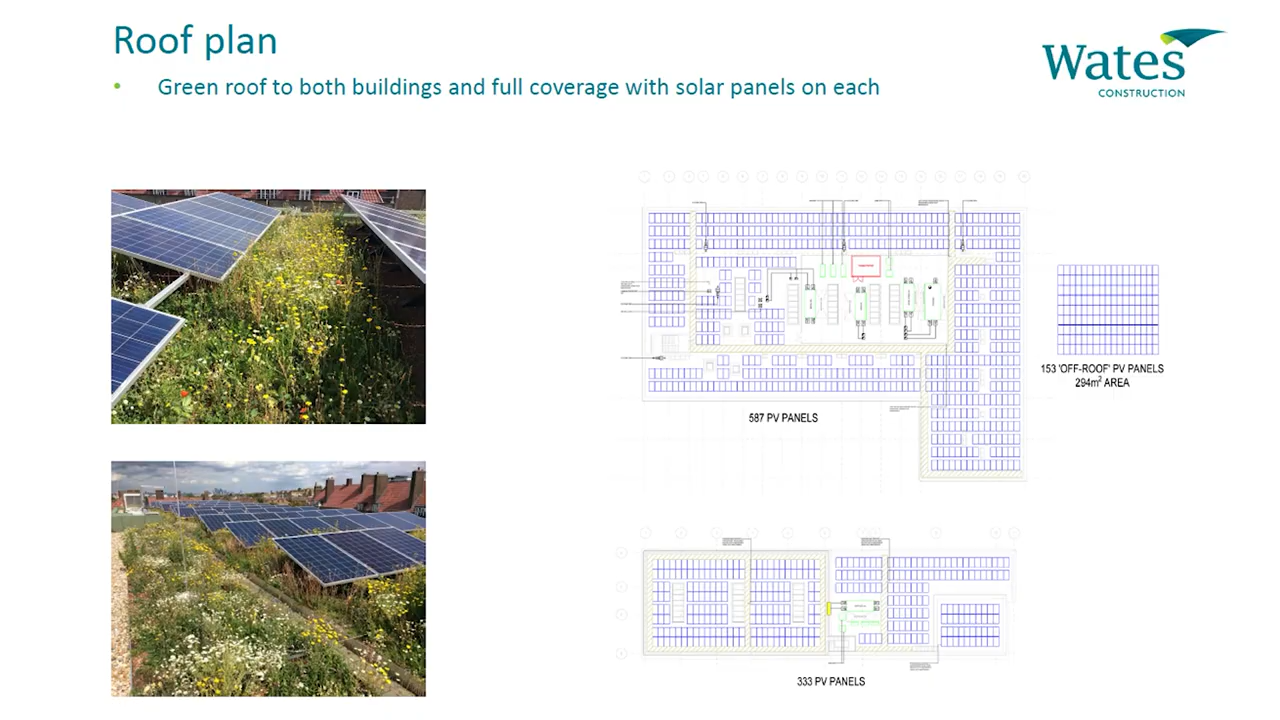 Roof plan
• Green roof to both buildings and full coverage with solar panels on each
Wates
CONSTRUCTION
153 'OFF-ROOF' PV PANELS
294m² AREA
587 PV PANELS
333 PV PANELS